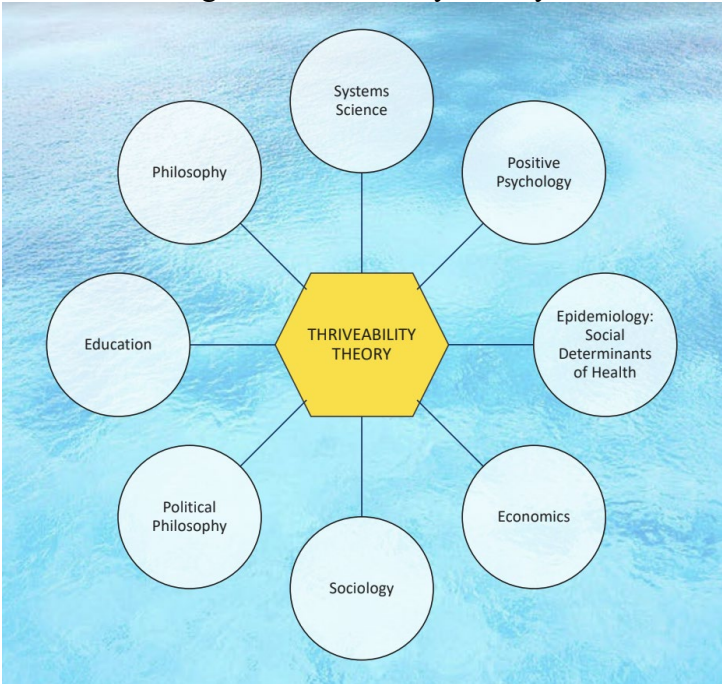 Systems
Science
Positive
Psychology
Epidemiology:
Social
Determinants
of Health
Economics
Sociology
Political
Philosophy
Education
Philosophy
THRIVEABILITY
THEORY